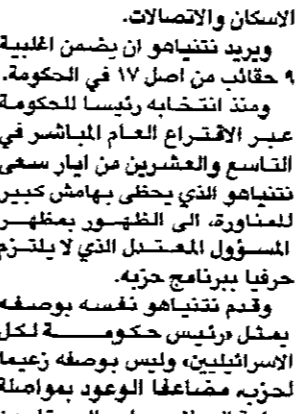 الاسكان والاتصالات.
ويريد نتنياهو ان يضمن اغلبية
٩ حقائب من اصل ١٧ في الحكومة.
ومنذ انتخابه رئيسا للحكومة
عبر الاقتراع العام المباشر في
التاسع والعشرين من ايار سعى
نتنياهو الذي يحظى بهامش كبير
للمناورة، الى الظهور بمظهر
المسؤول المعتدل الذي لا يلتزم
حرفيا ببرنامج حزبه.
وقدم نتنياهو نفسه بوصفه
يمثل «رئيس حكومة لكل
الاسرائيليين» وليس بوصفه زعيما
لحزب، مضاعفا الوعود بمواصلة